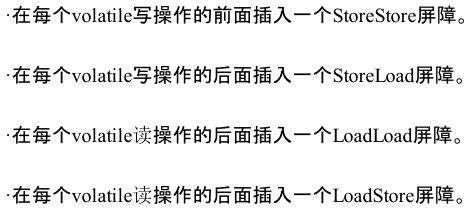 ·在每个volatile写操作的前面插入一个StoreStore屏障。
·在每个volatile写操作的后面插入一个StoreLoad屏障。
·在每个volatile读操作的后面插入一个LoadLoad屏障。
·在每个volatile读操作的后面插入一个LoadStore屏障。